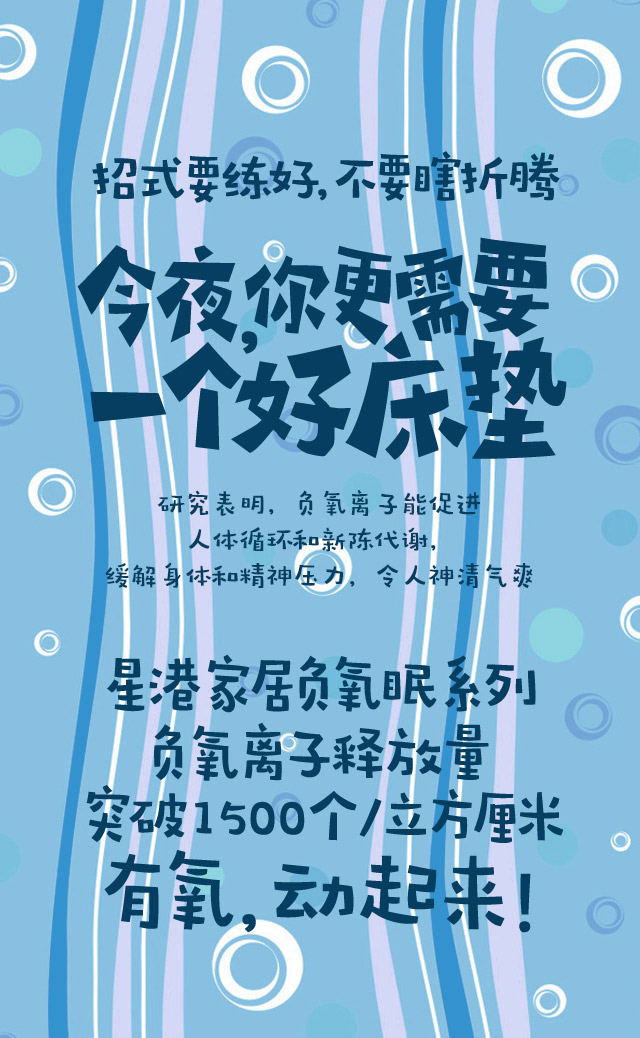 招式要练好,不要瞎折腾
今夜,你更需要
一个好床垫
研究表明，负氧离子能促进
人体循环和新陈代谢，
缓解身体和精神压力，令人神清气爽
星港家居负氧眠系列
负氧离子释放量
突破1500个/立方厘米
有氧,动起来!